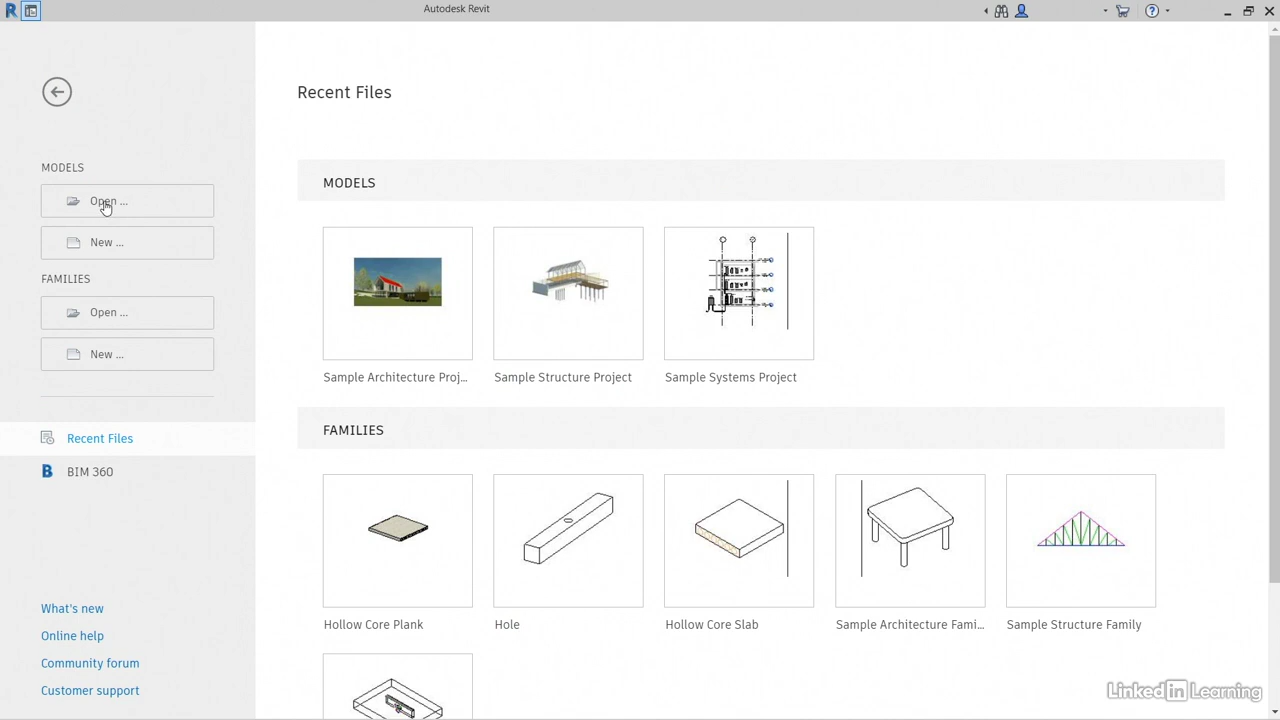 Autodesk Revit
Recent Files
MODELS
Open ...
New ...
FAMILIES
Open ...
New ...
Recent Files
BIM 360
What's new
Online help
Community forum
Customer support
MODELS
Sample Architecture Proj...
Sample Structure Project
Sample Systems Project
FAMILIES
Hollow Core Plank
Hole
Hollow Core Slab
Sample Architecture Fami...
Sample Structure Family
LinkedIn Learning